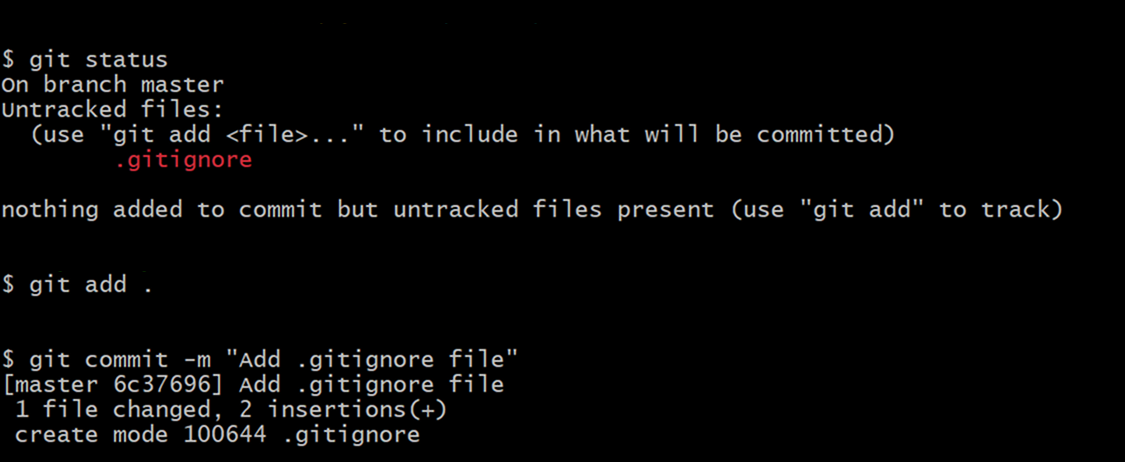 $ git status
On branch master
Untracked files:
  (use "git add <file>..." to include in what will be committed)
        .gitignore
nothing added to commit but untracked files present (use "git add" to track)
$ git add .
$ git commit -m "Add .gitignore file"
[master 6c37696] Add .gitignore file
 1 file changed, 2 insertions(+)
 create mode 100644 .gitignore